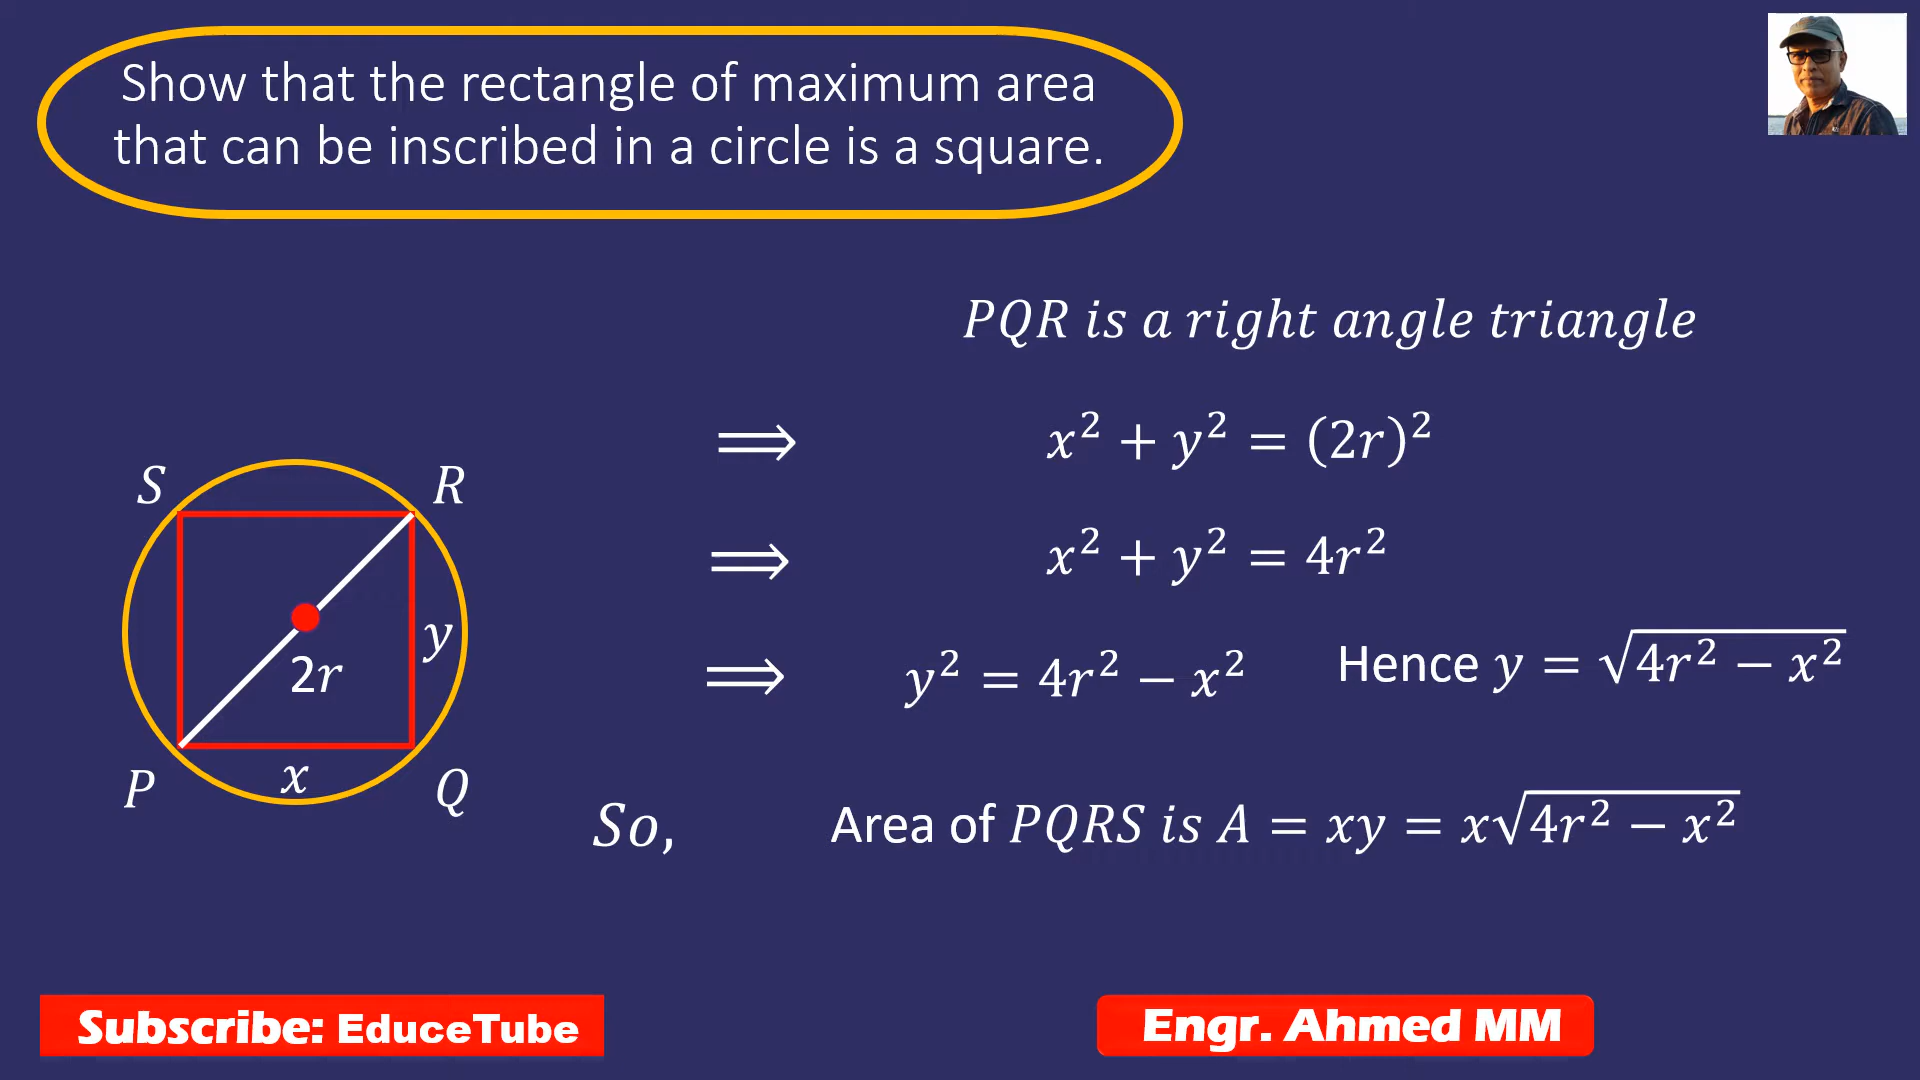 Show that the rectangle of maximum area
that can be inscribed in a circle is a square.
PQR is a right angle triangle
⟹ x² + y² = (2r)²
⟹ x² + y² = 4r²
⟹ y² = 4r² − x² Hence y = √(4r² − x²)
So, Area of PQRS is A = xy = x√(4r² − x²)
S R
y
2r
P x Q
Subscribe: EduceTube
Engr. Ahmed MM